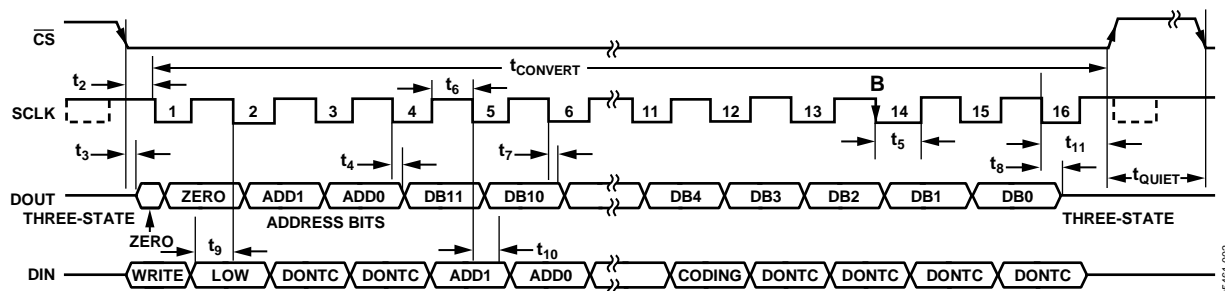 CS
t2
tCONVERT
t6
B
SCLK
1 2 3 4 5 6 11 12 13 14 15 16
t3
t4
t7
t5
t8
t11
tQUIET
DOUT
ZERO ADD1 ADD0 DB11 DB10 DB4 DB3 DB2 DB1 DB0
THREE-STATE
ADDRESS BITS
THREE-STATE
ZERO
t9
t10
DIN
WRITE LOW DONTC DONTC ADD1 ADD0 CODING DONTC DONTC DONTC DONTC